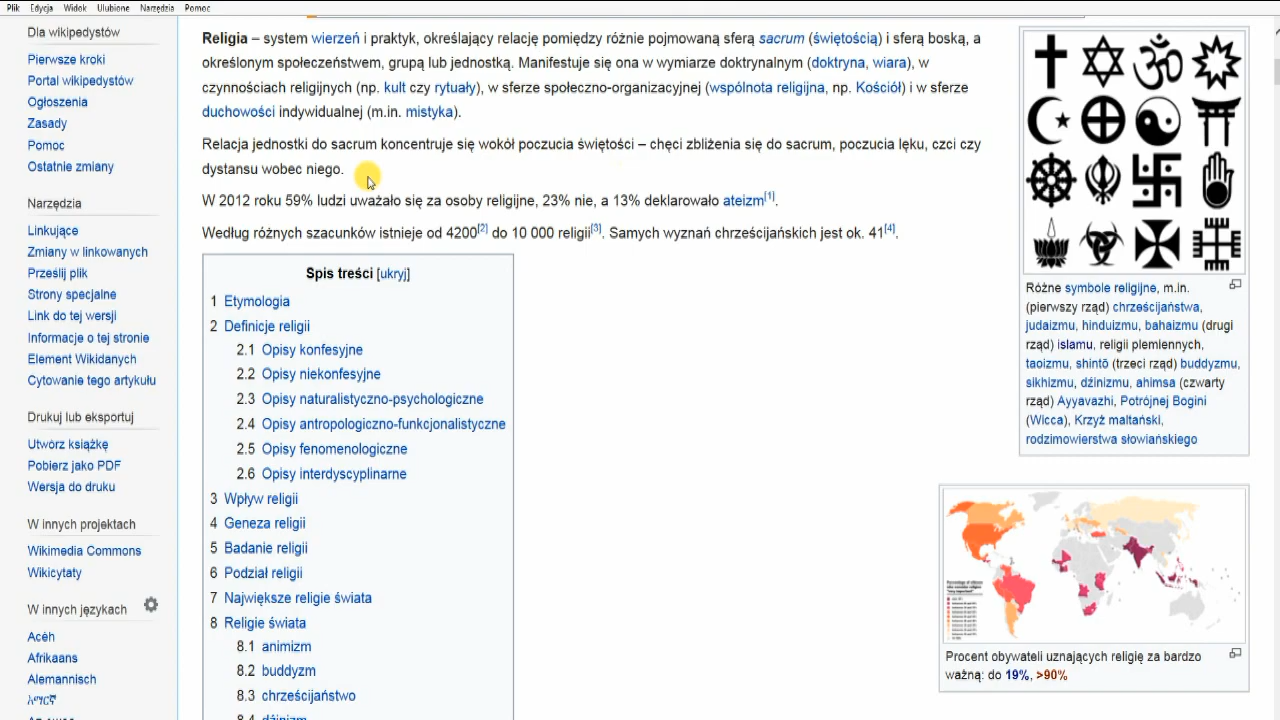 Plik Edycja Widok Ulubione Narzędzia Pomoc
Dla wikipedystów
Pierwsze kroki
Portal wikipedystów
Ogłoszenia
Zasady
Pomoc
Ostatnie zmiany
Narzędzia
Linkujące
Zmiany w linkowanych
Prześlij plik
Strony specjalne
Link do tej wersji
Informacje o tej stronie
Element Wikidanych
Cytowanie tego artykułu
Drukuj lub eksportuj
Utwórz książkę
Pobierz jako PDF
Wersja do druku
W innych projektach
Wikimedia Commons
Wikicytaty
W innych językach
Acèh
Afrikaans
Alemannisch
አማርኛ
Religia – system wierzeń i praktyk, określający relację pomiędzy różnie pojmowaną sferą sacrum (świętością) i sferą boską, a
określonym społeczeństwem, grupą lub jednostką. Manifestuje się ona w wymiarze doktrynalnym (doktryna, wiara), w
czynnościach religijnych (np. kult czy rytuały), w sferze społeczno-organizacyjnej (wspólnota religijna, np. Kościół) i w sferze
duchowości indywidualnej (m.in. mistyka).
Relacja jednostki do sacrum koncentruje się wokół poczucia świętości – chęci zbliżenia się do sacrum, poczucia lęku, czci czy
dystansu wobec niego.
W 2012 roku 59% ludzi uważało się za osoby religijne, 23% nie, a 13% deklarowało ateizm[1].
Według różnych szacunków istnieje od 4200[2] do 10 000 religii[3]. Samych wyznań chrześcijańskich jest ok. 41[4].
Spis treści [ukryj]
1 Etymologia
2 Definicje religii
2.1 Opisy konfesyjne
2.2 Opisy niekonfesyjne
2.3 Opisy naturalistyczno-psychologiczne
2.4 Opisy antropologiczno-funkcjonalistyczne
2.5 Opisy fenomenologiczne
2.6 Opisy interdyscyplinarne
3 Wpływ religii
4 Geneza religii
5 Badanie religii
6 Podział religii
7 Największe religie świata
8 Religie świata
8.1 animizm
8.2 buddyzm
8.3 chrześcijaństwo
8.4 dżinizm
Różne symbole religijne, m.in.
(pierwszy rząd) chrześcijaństwa,
judaizmu, hinduizmu, bahaizmu (drugi
rząd) islamu, religii plemiennych,
taoizmu, shintō (trzeci rząd) buddyzmu,
sikhizmu, dżinizmu, ahimsa (czwarty
rząd) Ayyavazhi, Potrójnej Bogini
(Wicca), Krzyż maltański,
rodzimowierstwa słowiańskiego
Procent obywateli uznających religię za bardzo
ważną: do 19%, >90%